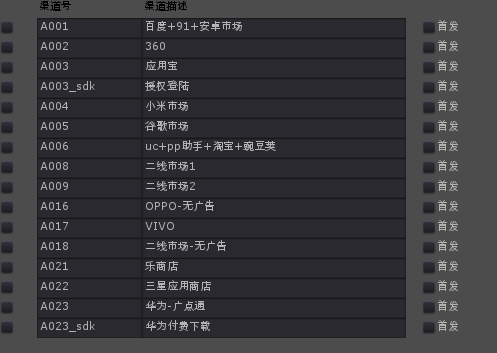 渠道号 渠道描述
A001 百度+91+安卓市场 首发
A002 360 首发
A003 应用宝 首发
A003_sdk 授权登陆 首发
A004 小米市场 首发
A005 谷歌市场 首发
A006 uc+pp助手+淘宝+豌豆荚 首发
A008 二线市场1 首发
A009 二线市场2 首发
A016 OPPO-无广告 首发
A017 VIVO 首发
A018 二线市场-无广告 首发
A021 乐商店 首发
A022 三星应用商店 首发
A023 华为-广点通 首发
A023_sdk 华为付费下载 首发